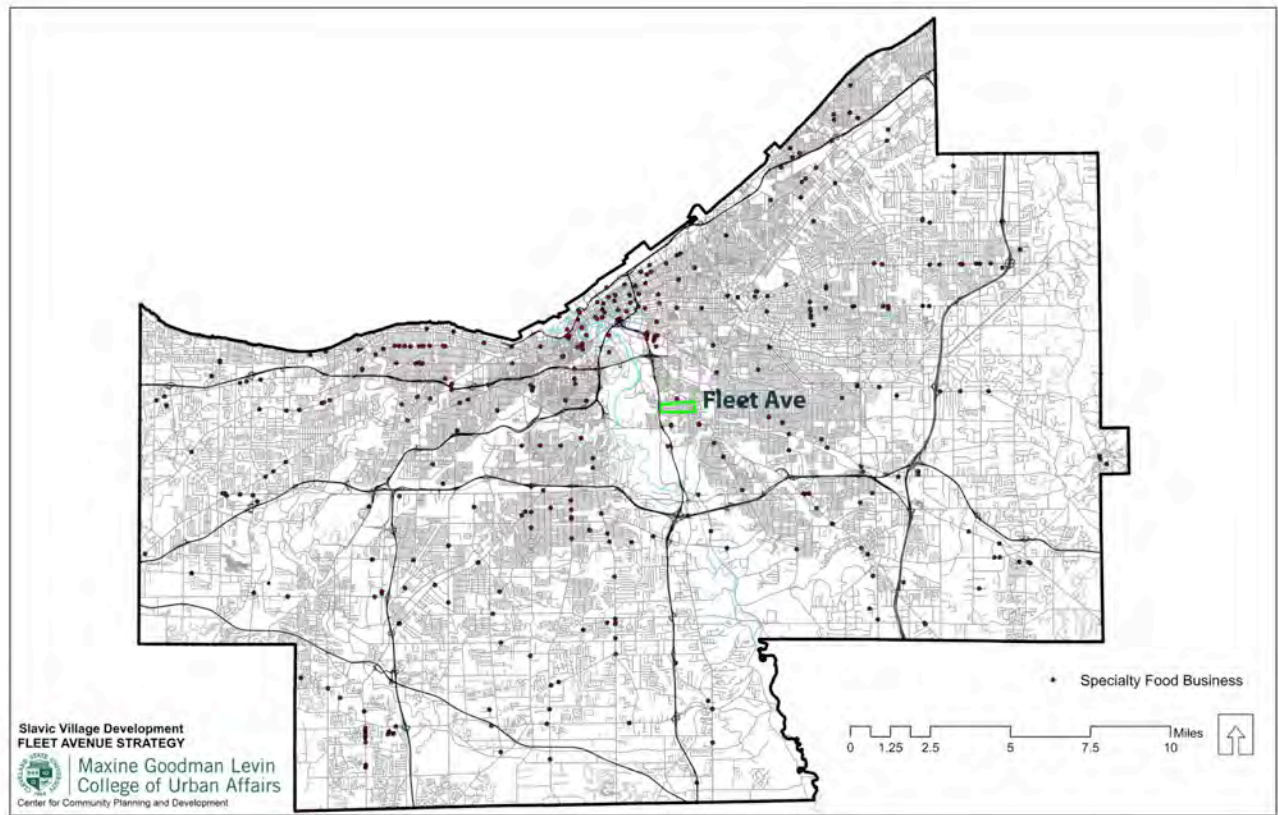 Fleet Ave
Specialty Food Business
Miles
0 1.25 2.5 5 7.5 10
Slavic Village Development
FLEET AVENUE STRATEGY
Maxine Goodman Levin
College of Urban Affairs
Center for Community Planning and Development